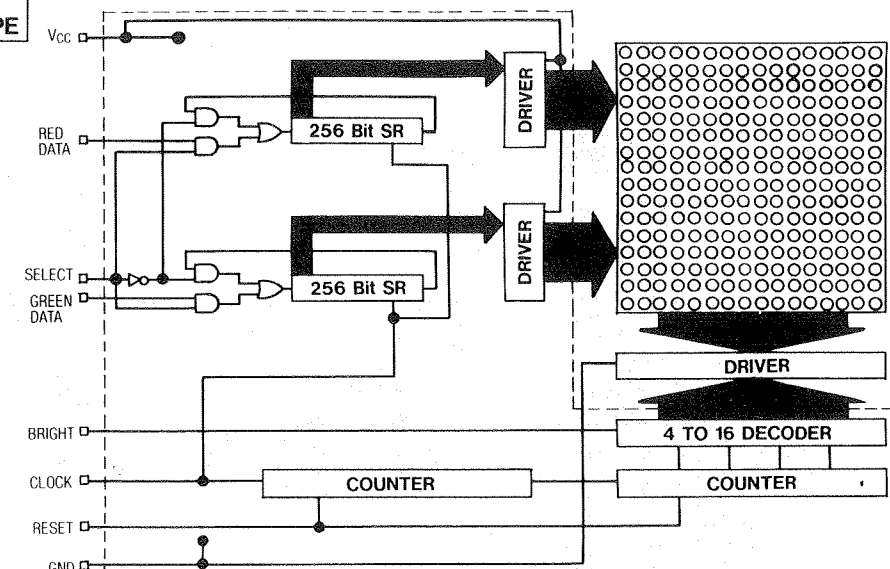 PE
VCC
DRIVER
256 Bit SR
RED
DATA
DRIVER
SELECT
256 Bit SR
GREEN
DATA
DRIVER
BRIGHT
4 TO 16 DECODER
CLOCK
COUNTER
COUNTER
RESET
GND